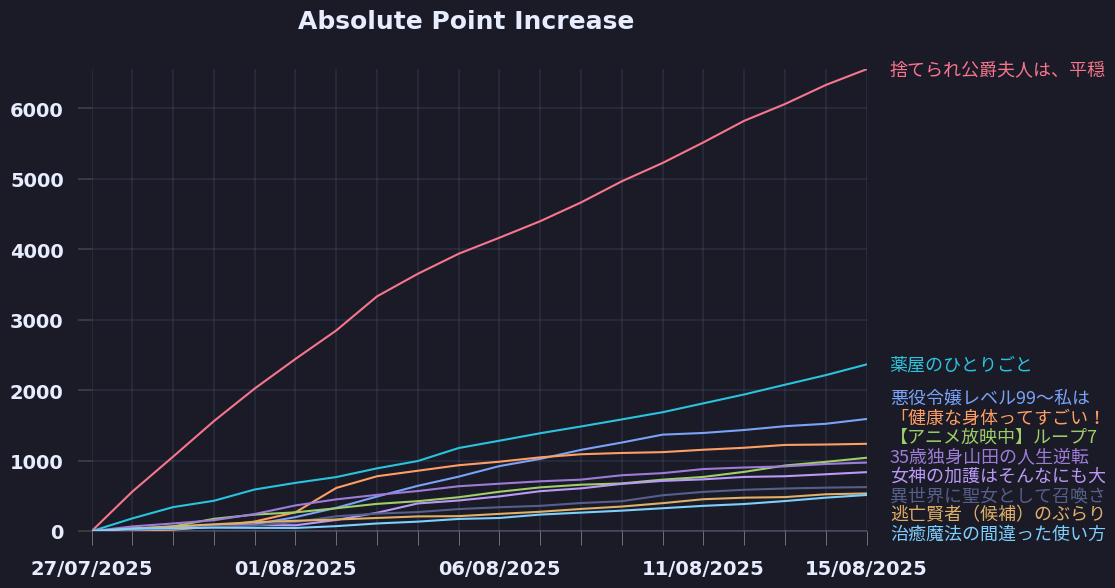 Absolute Point Increase
6000
5000
4000
3000
2000
1000
0
27/07/2025
01/08/2025
06/08/2025
11/08/2025
15/08/2025
捨てられ公爵夫人は、平穏
薬屋のひとりごと
悪役令嬢レベル99～私は
「健康な身体ってすごい！
【アニメ放映中】ループ7
35歳独身山田の人生逆転
女神の加護はそんなにも大
異世界に聖女として召喚さ
逃亡賢者（候補）のぶらり
治癒魔法の間違った使い方